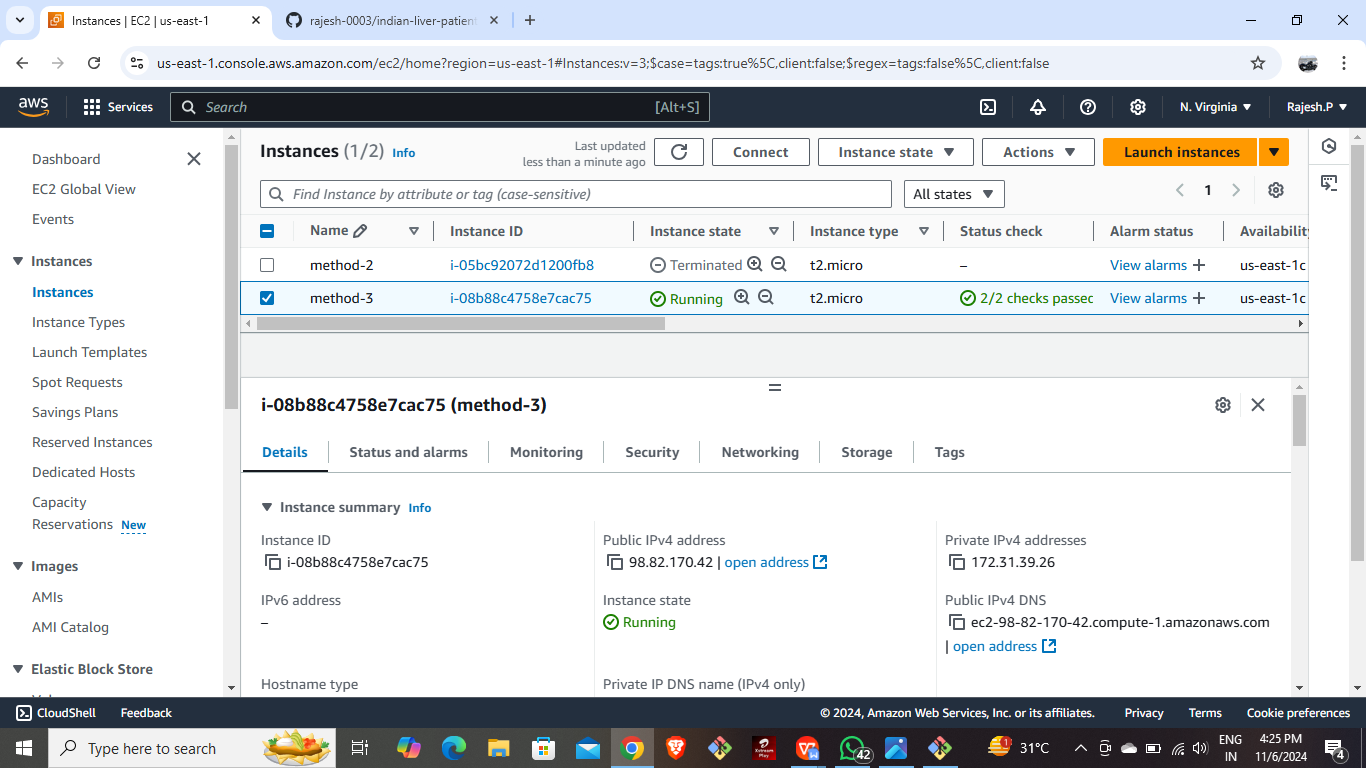 Instances | EC2 | us-east-1
rajesh-0003/indian-liver-patien
us-east-1.console.aws.amazon.com/ec2/home?region=us-east-1#Instances:v=3;$case=tags:true%5C,client:false;$regex=tags:false%5C,client:false
aws
Services
Search
[Alt+S]
N. Virginia
Rajesh.P
Dashboard
EC2 Global View
Events
Instances
Instances
Instance Types
Launch Templates
Spot Requests
Savings Plans
Reserved Instances
Dedicated Hosts
Capacity
Reservations New
Images
AMIs
AMI Catalog
Elastic Block Store
Instances (1/2) Info
Last updated
less than a minute ago
Connect
Instance state
Actions
Launch instances
Find Instance by attribute or tag (case-sensitive)
All states
1
Name Instance ID Instance state Instance type Status check Alarm status Availability
method-2 i-05bc92072d1200fb8 Terminated t2.micro – View alarms + us-east-1c
method-3 i-08b88c4758e7cac75 Running t2.micro 2/2 checks passec View alarms + us-east-1c
i-08b88c4758e7cac75 (method-3)
Details Status and alarms Monitoring Security Networking Storage Tags
Instance summary Info
Instance ID
i-08b88c4758e7cac75
Public IPv4 address
98.82.170.42 | open address
Private IPv4 addresses
172.31.39.26
IPv6 address
–
Instance state
Running
Public IPv4 DNS
ec2-98-82-170-42.compute-1.amazonaws.com
| open address
Hostname type
Private IP DNS name (IPv4 only)
CloudShell
Feedback
© 2024, Amazon Web Services, Inc. or its affiliates.
Privacy
Terms
Cookie preferences
Type here to search
42
31°C
ENG
IN
4:25 PM
11/6/2024
4